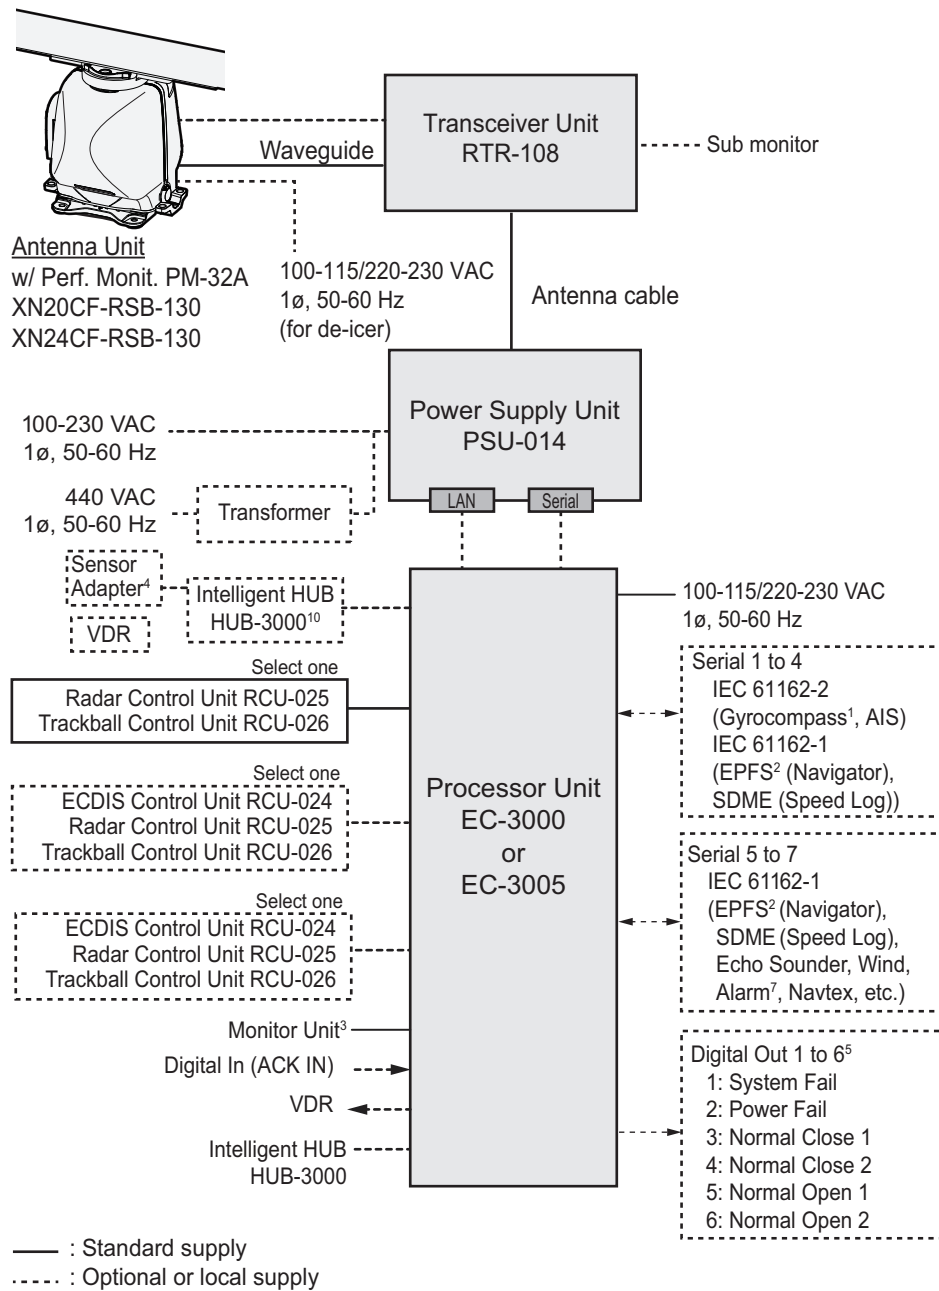 Transceiver Unit
RTR-108
Sub monitor
Waveguide
Antenna Unit
w/ Perf. Monit. PM-32A
XN20CF-RSB-130
XN24CF-RSB-130
100-115/220-230 VAC
1ø, 50-60 Hz
(for de-icer)
Antenna cable
Power Supply Unit
PSU-014
LAN
Serial
100-230 VAC
1ø, 50-60 Hz
440 VAC
1ø, 50-60 Hz
Transformer
Sensor
Adapter⁴
VDR
Intelligent HUB
HUB-3000¹⁰
Select one
Radar Control Unit RCU-025
Trackball Control Unit RCU-026
Select one
ECDIS Control Unit RCU-024
Radar Control Unit RCU-025
Trackball Control Unit RCU-026
Select one
ECDIS Control Unit RCU-024
Radar Control Unit RCU-025
Trackball Control Unit RCU-026
Monitor Unit³
Digital In (ACK IN)
VDR
Intelligent HUB
HUB-3000
Processor Unit
EC-3000
or
EC-3005
100-115/220-230 VAC
1ø, 50-60 Hz
Serial 1 to 4
IEC 61162-2
(Gyrocompass¹, AIS)
IEC 61162-1
(EPFS² (Navigator),
SDME (Speed Log))
Serial 5 to 7
IEC 61162-1
(EPFS² (Navigator),
SDME (Speed Log),
Echo Sounder, Wind,
Alarm⁷, Navtex, etc.)
Digital Out 1 to 6⁵
1: System Fail
2: Power Fail
3: Normal Close 1
4: Normal Close 2
5: Normal Open 1
6: Normal Open 2
: Standard supply
: Optional or local supply